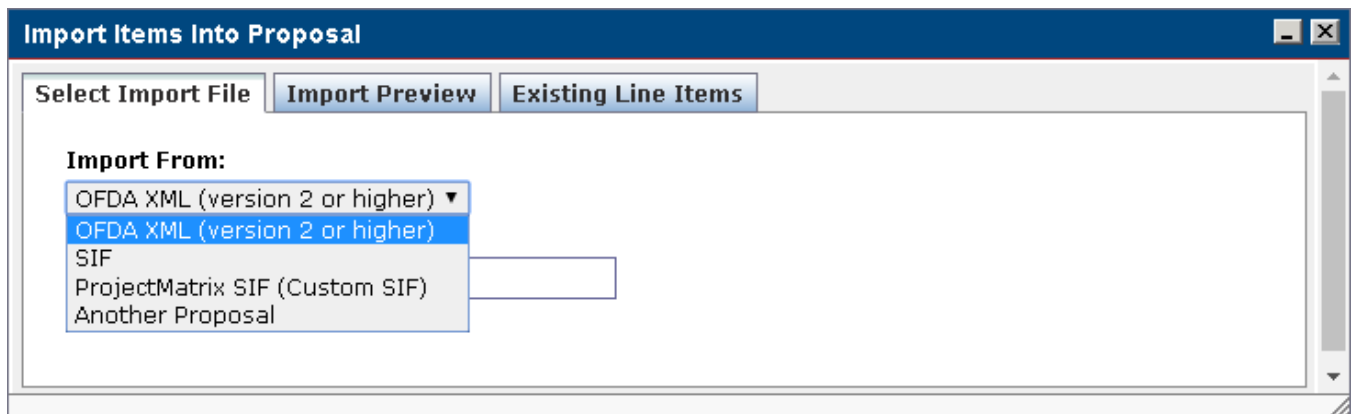 Import Items Into Proposal
Select Import File Import Preview Existing Line Items
Import From:
OFDA XML (version 2 or higher)
OFDA XML (version 2 or higher)
SIF
ProjectMatrix SIF (Custom SIF)
Another Proposal